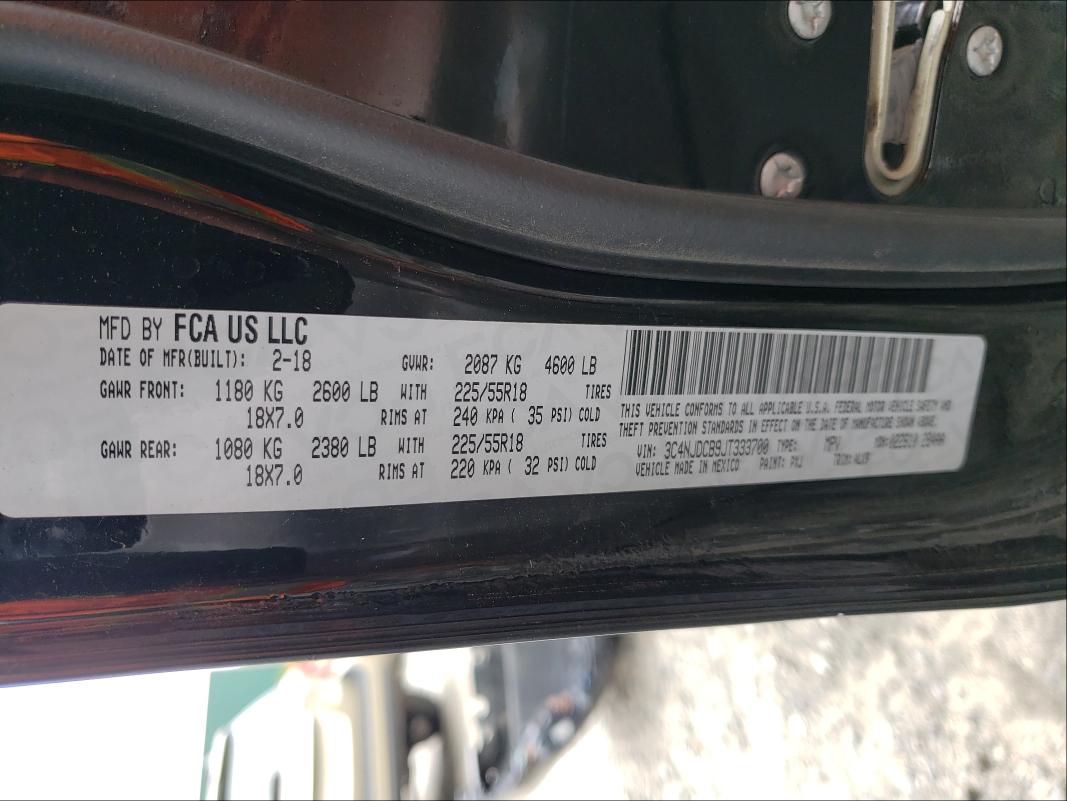 MFD BY FCA US LLC
DATE OF MFR(BUILT): 2-18 GVWR: 2087 KG 4600 LB
GAWR FRONT: 1180 KG 2600 LB WITH 225/55R18 TIRES
18X7.0 RIMS AT 240 KPA ( 35 PSI) COLD
GAWR REAR: 1080 KG 2380 LB WITH 225/55R18 TIRES
18X7.0 RIMS AT 220 KPA ( 32 PSI) COLD
THIS VEHICLE CONFORMS TO ALL APPLICABLE U.S.A. FEDERAL MOTOR VEHICLE SAFETY AND
THEFT PREVENTION STANDARDS IN EFFECT ON THE DATE OF MANUFACTURE SHOWN ABOVE.
VIN: 3C4NJDCB9JT333700 TYPE: MPV MDH:
VEHICLE MADE IN MEXICO PAINT: PXJ TRIM: